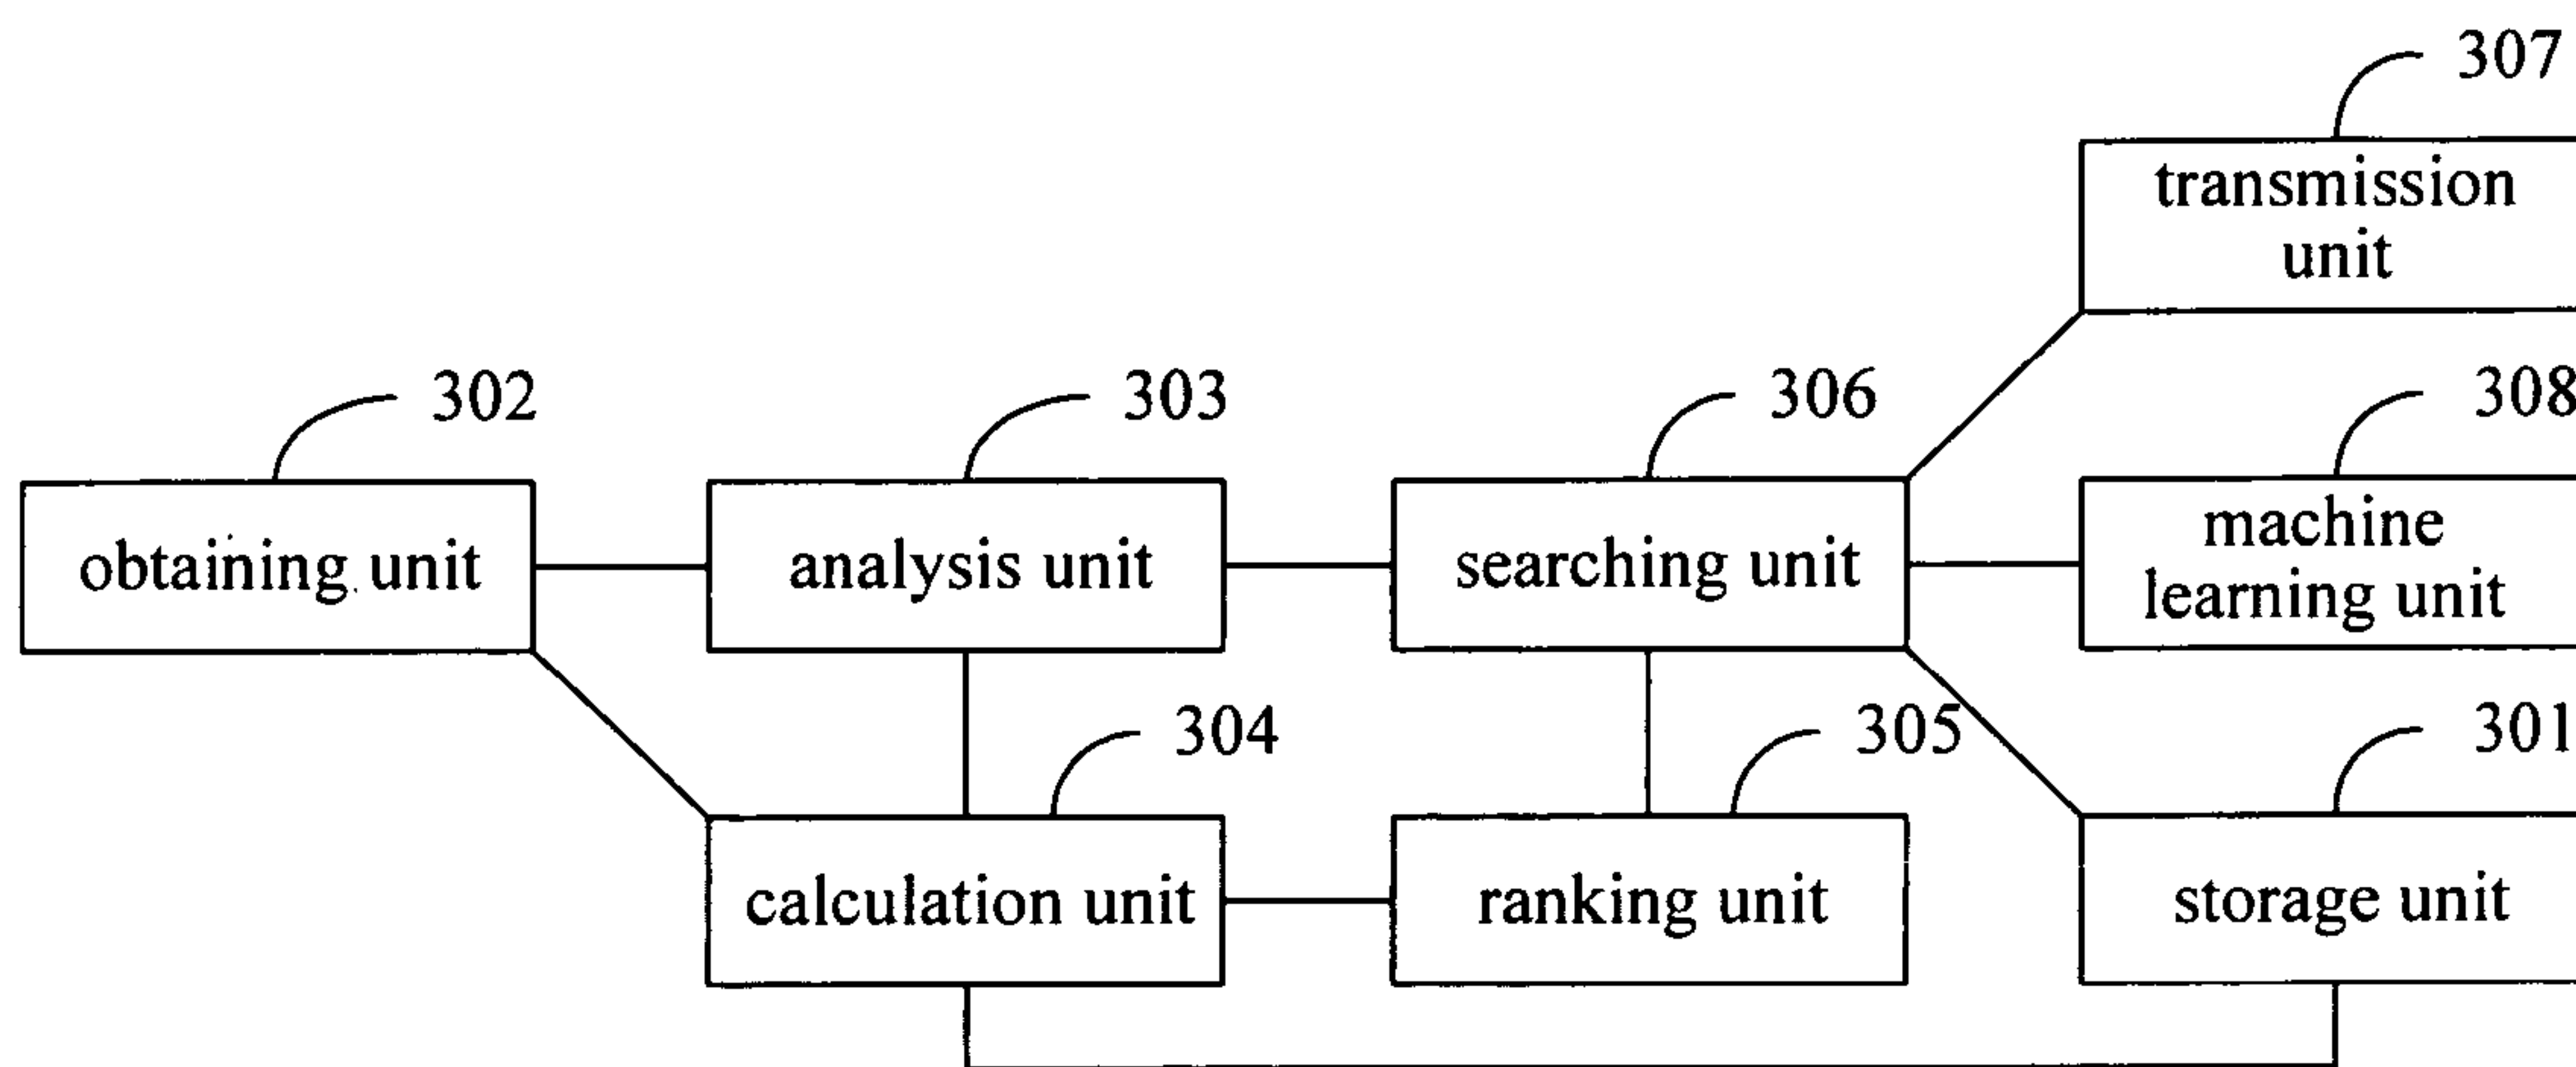 307
transmission
unit
302
303
306
308
obtaining unit
analysis unit
searching unit
machine
learning unit
304
305
301
calculation unit
ranking unit
storage unit